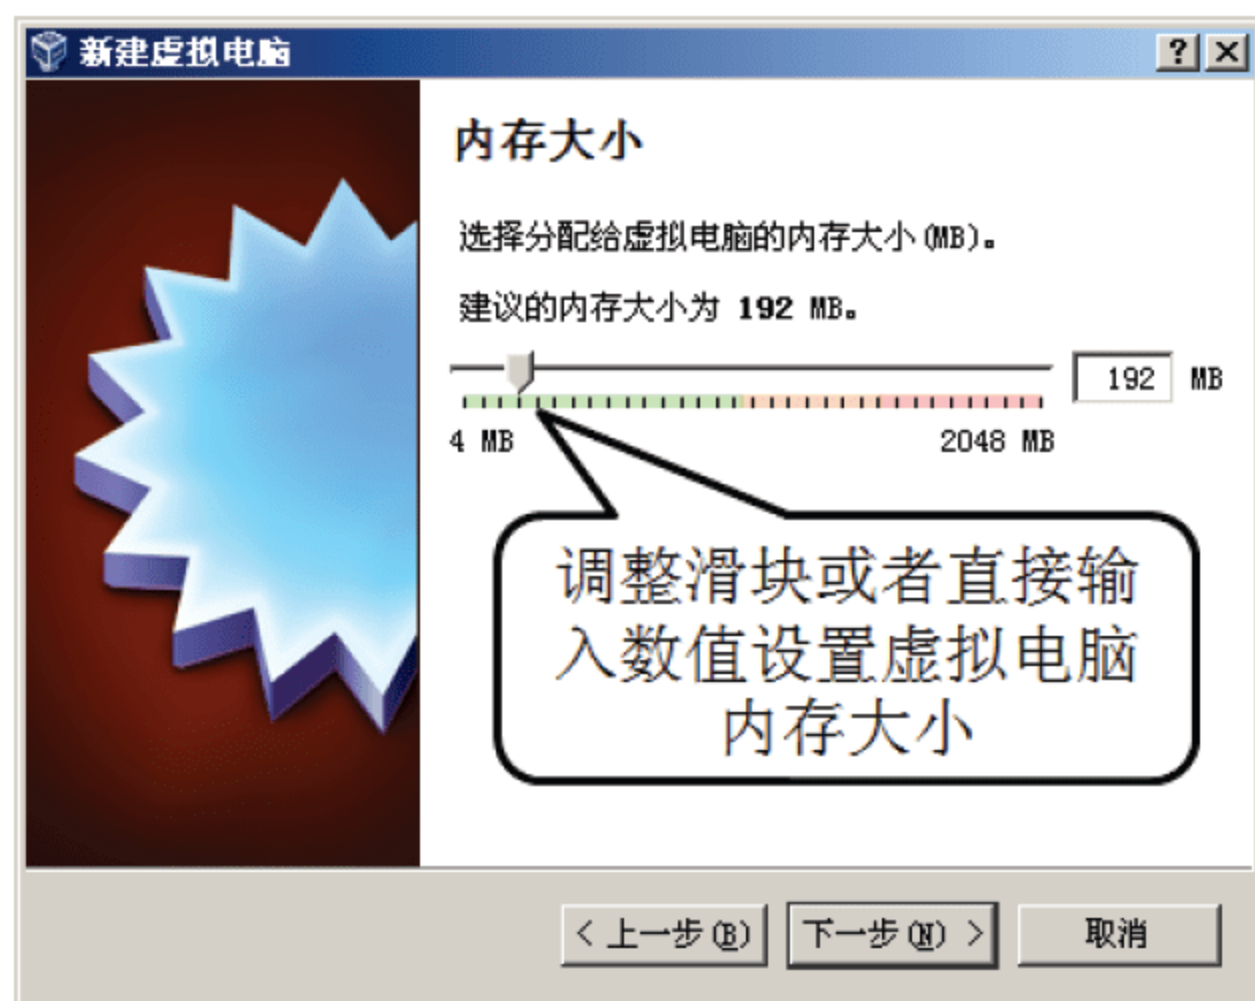 新建虚拟电脑
内存大小
选择分配给虚拟电脑的内存大小(MB)。
建议的内存大小为 192 MB。
192 MB
4 MB 2048 MB
调整滑块或者直接输
入数值设置虚拟电脑
内存大小
< 上一步(B) 下一步(N) > 取消